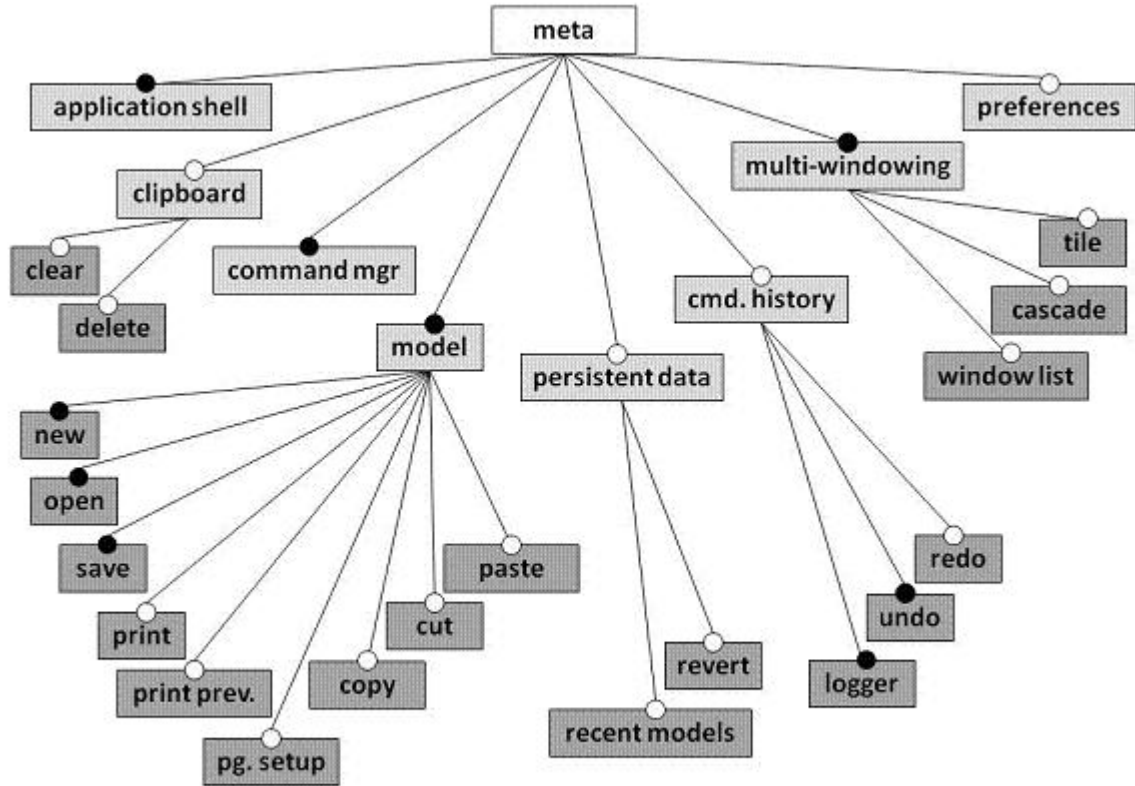 meta
application shell
preferences
multi-windowing
clipboard
tile
clear
command mgr
cmd. history
cascade
delete
model
persistent data
window list
new
open
save
paste
redo
print
cut
undo
print prev.
copy
revert
logger
recent models
pg. setup